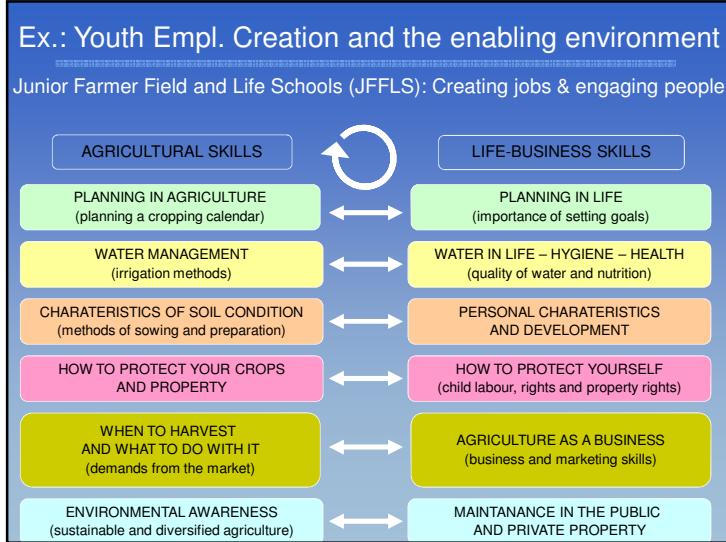 Ex.: Youth Empl. Creation and the enabling environment
Junior Farmer Field and Life Schools (JFFLS): Creating jobs & engaging people
AGRICULTURAL SKILLS
LIFE-BUSINESS SKILLS
PLANNING IN AGRICULTURE
(planning a cropping calendar)
PLANNING IN LIFE
(importance of setting goals)
WATER MANAGEMENT
(irrigation methods)
WATER IN LIFE – HYGIENE – HEALTH
(quality of water and nutrition)
CHARATERISTICS OF SOIL CONDITION
(methods of sowing and preparation)
PERSONAL CHARATERISTICS
AND DEVELOPMENT
HOW TO PROTECT YOUR CROPS
AND PROPERTY
HOW TO PROTECT YOURSELF
(child labour, rights and property rights)
WHEN TO HARVEST
AND WHAT TO DO WITH IT
(demands from the market)
AGRICULTURE AS A BUSINESS
(business and marketing skills)
ENVIRONMENTAL AWARENESS
(sustainable and diversified agriculture)
MAINTANANCE IN THE PUBLIC
AND PRIVATE PROPERTY